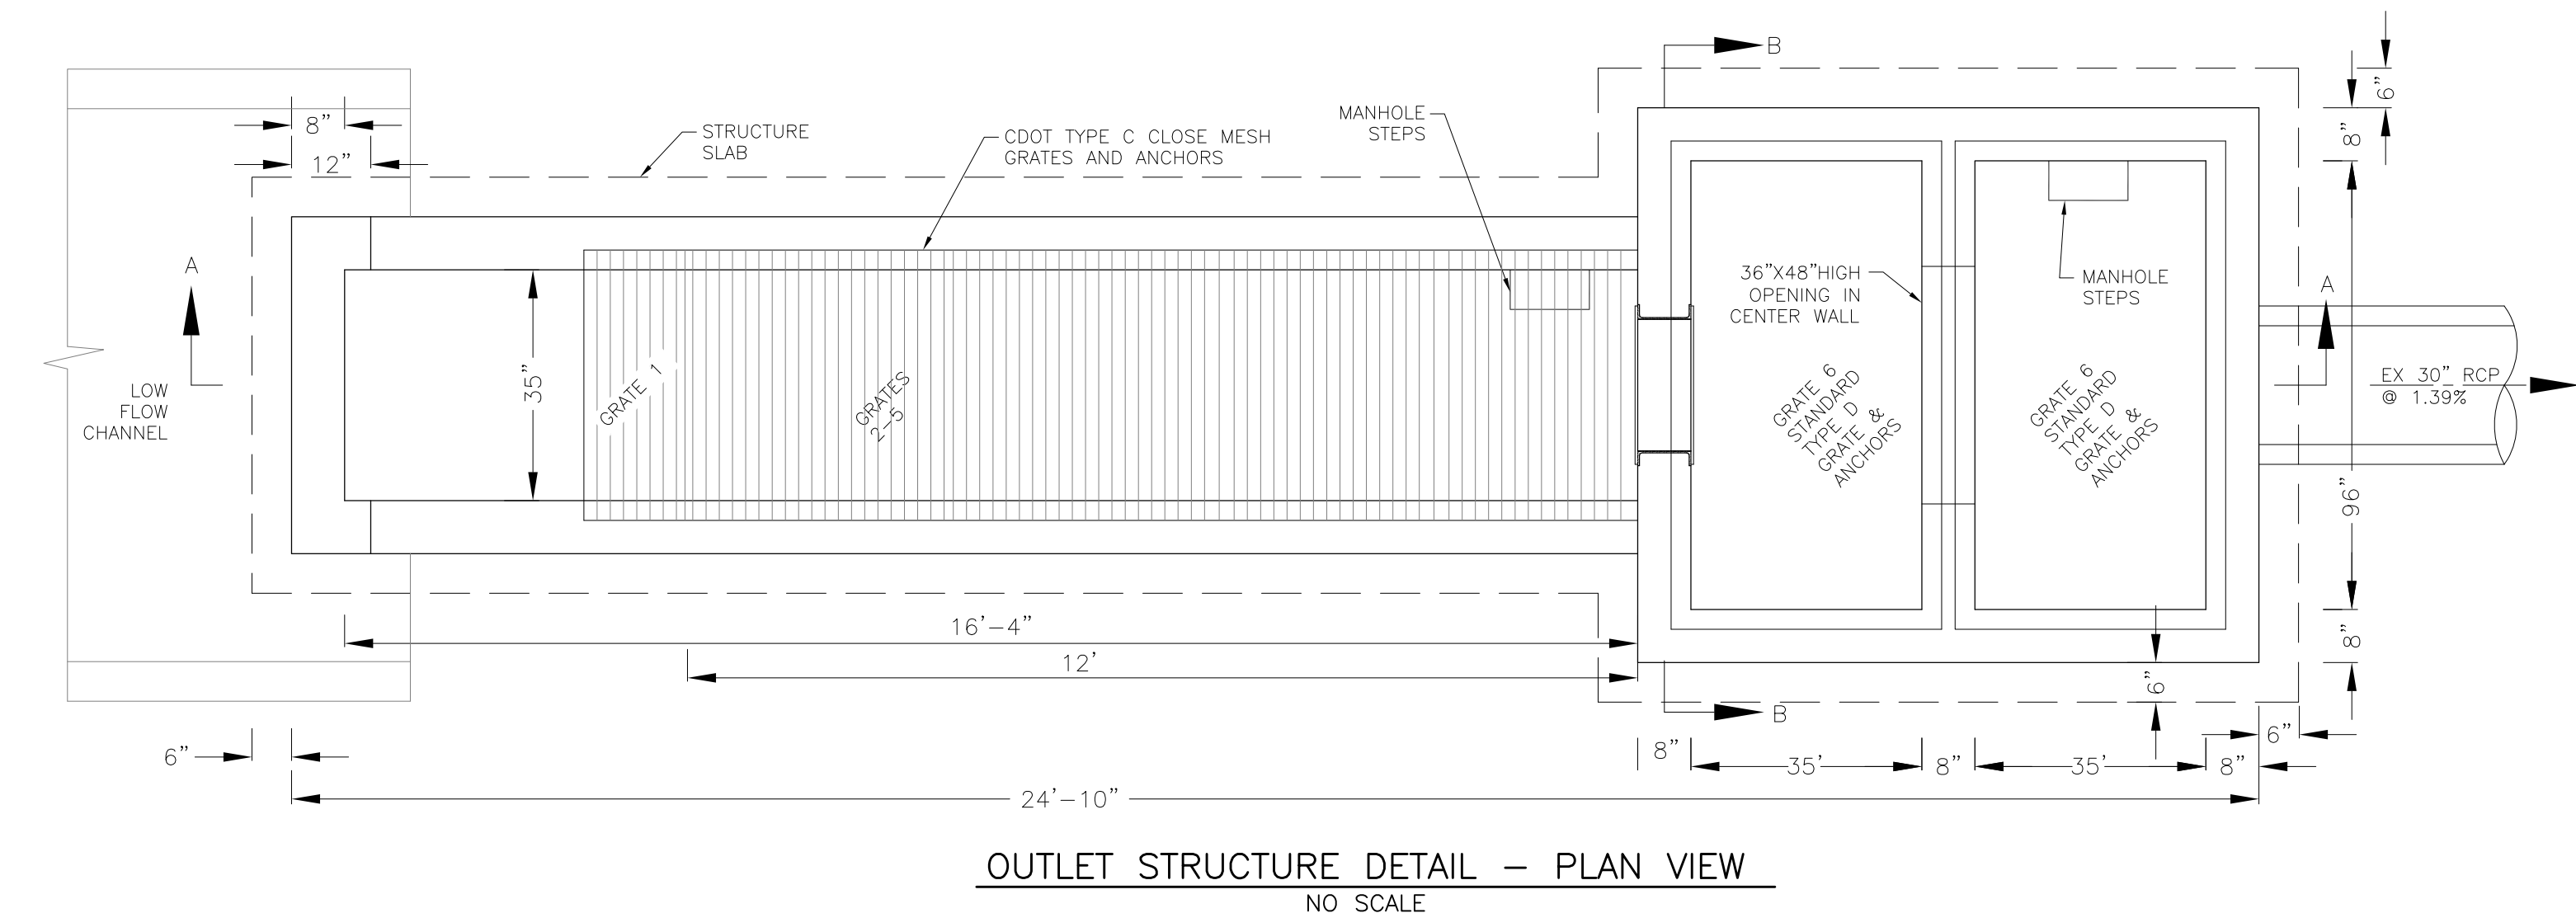 B
6”
8”
8”
12”
STRUCTURE
SLAB
CDOT TYPE C CLOSE MESH
GRATES AND ANCHORS
MANHOLE
STEPS
A
LOW
FLOW
CHANNEL
35”
GRATE 1
GRATES
2-5
36”X48”HIGH
OPENING IN
CENTER WALL
MANHOLE
STEPS
GRATE 6
STANDARD
TYPE D
GRATE &
ANCHORS
GRATE 6
STANDARD
TYPE D
GRATE &
ANCHORS
A
EX 30” RCP
@ 1.39%
96”
8”
16’-4”
12’
6”
B
6”
8”
35’
8”
35’
8”
6”
24’-10”
OUTLET STRUCTURE DETAIL - PLAN VIEW
NO SCALE